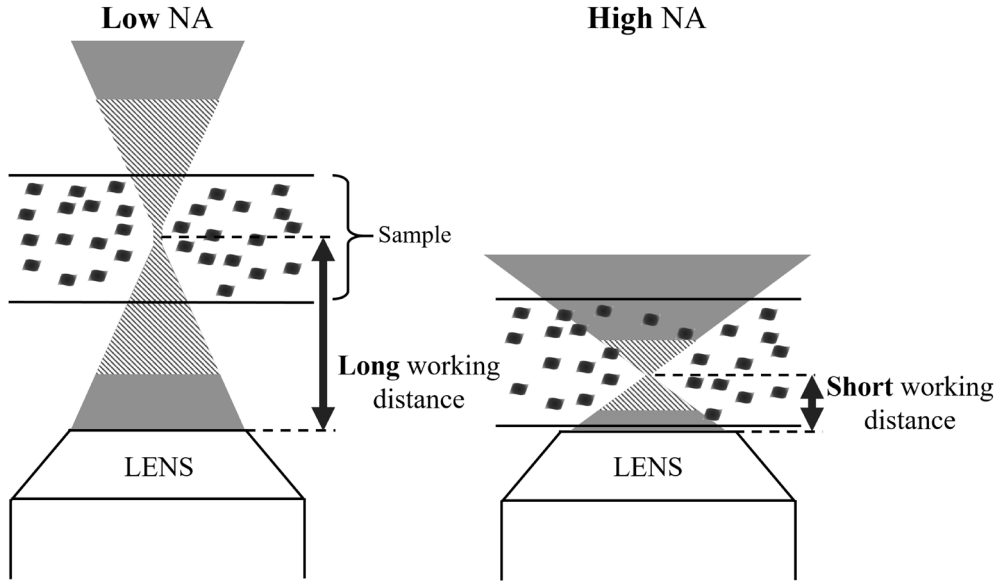 Low NA
High NA
Sample
Long working
distance
Short working
distance
LENS
LENS